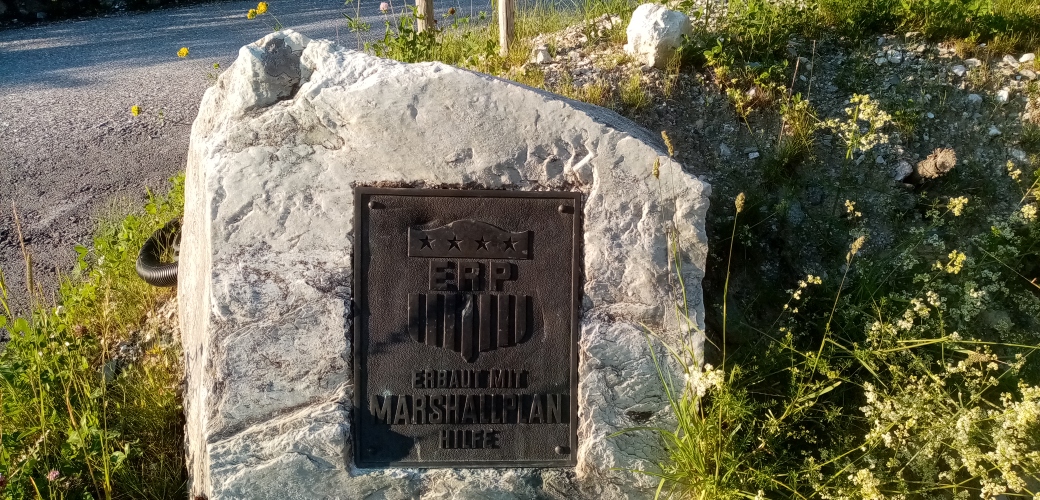 ERP
ERBAUT MIT
MARSHALLPLAN
HILFE